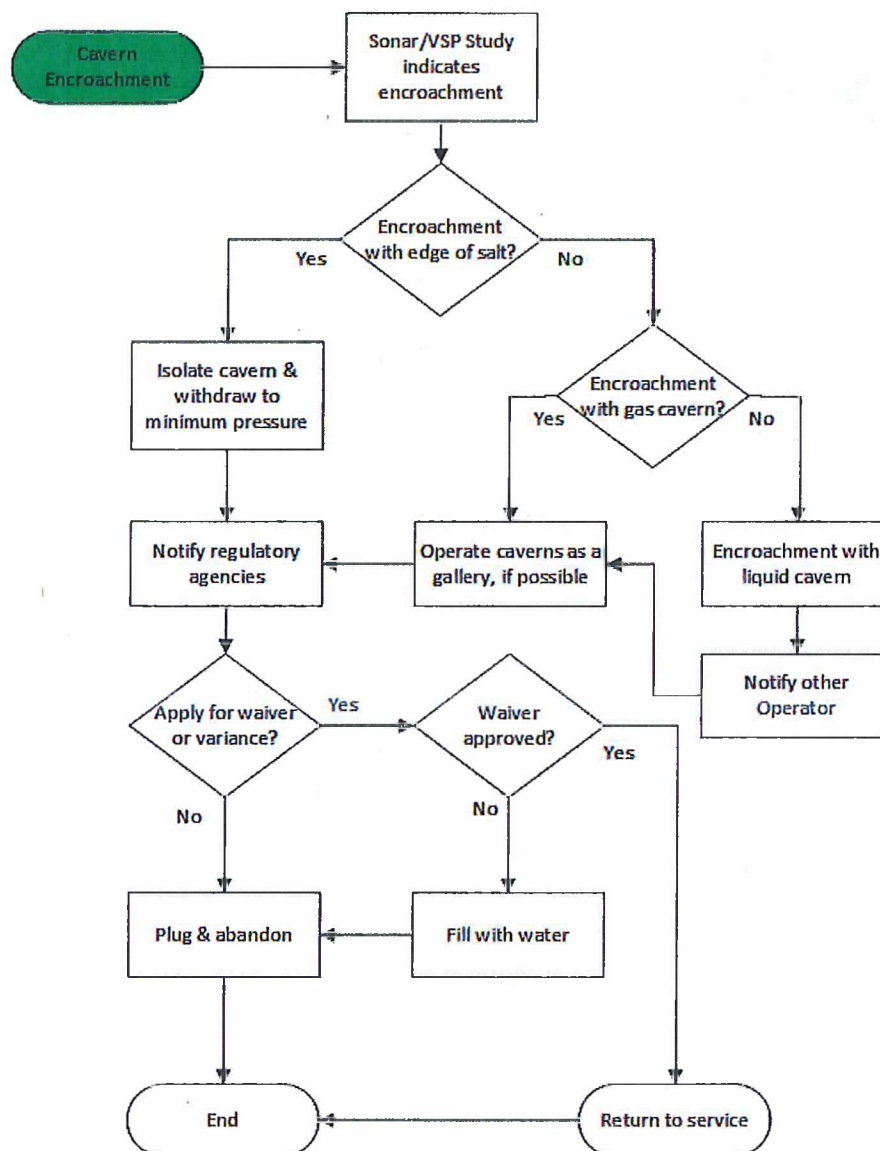 Cavern
Encroachment
Sonar/VSP Study
indicates
encroachment
Encroachment
with edge of salt?
Yes
No
Isolate cavern &
withdraw to
minimum pressure
Encroachment
with gas cavern?
Yes
No
Notify regulatory
agencies
Operate caverns as a
gallery, if possible
Encroachment with
liquid cavern
Notify other
Operator
Apply for waiver
or variance?
Yes
Waiver
approved?
Yes
No
No
Plug & abandon
Fill with water
End
Return to service